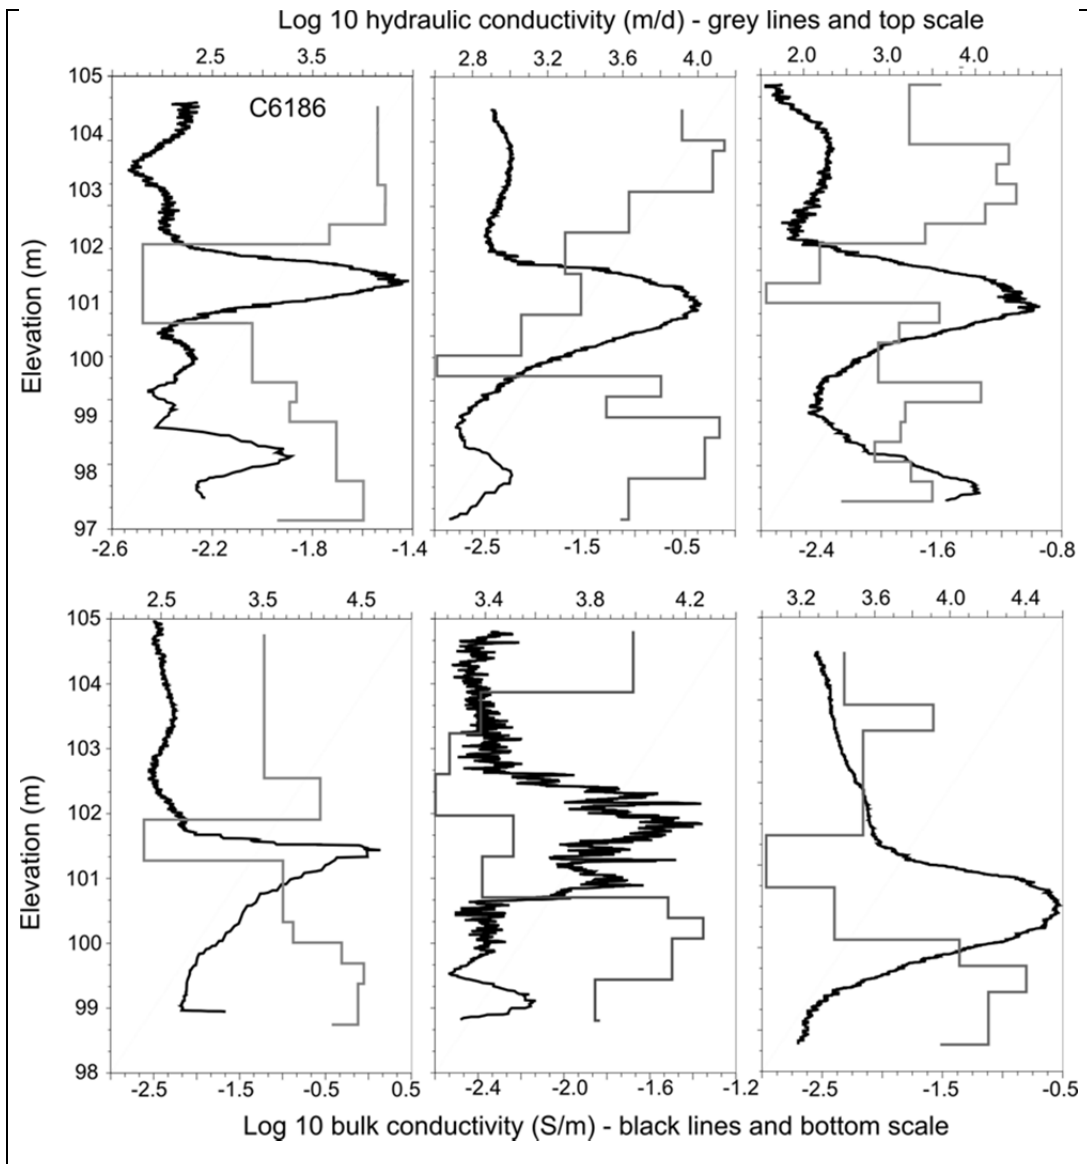 Log 10 hydraulic conductivity (m/d) - grey lines and top scale
2.5 3.5 2.8 3.2 3.6 4.0 2.0 3.0 4.0
105
C6186
104
103
102
101
100
99
98
97
Elevation (m)
-2.6 -2.2 -1.8 -1.4 -2.5 -1.5 -0.5 -2.4 -1.6 -0.8
2.5 3.5 4.5 3.4 3.8 4.2 3.2 3.6 4.0 4.4
105
104
103
102
101
100
99
98
Elevation (m)
-2.5 -1.5 -0.5 0.5 -2.4 -2.0 -1.6 -1.2 -2.5 -1.5 -0.5
Log 10 bulk conductivity (S/m) - black lines and bottom scale